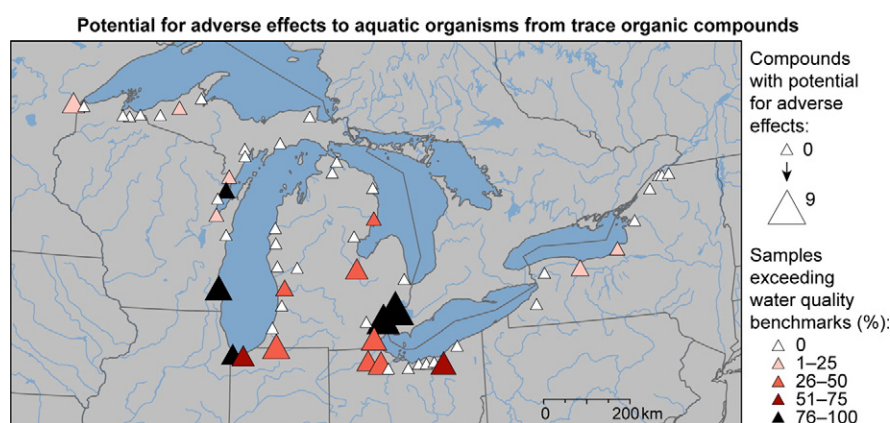 Potential for adverse effects to aquatic organisms from trace organic compounds
Compounds
with potential
for adverse
effects:
0
9
Samples
exceeding
water quality
benchmarks (%):
0
1–25
26–50
51–75
76–100
0 200 km